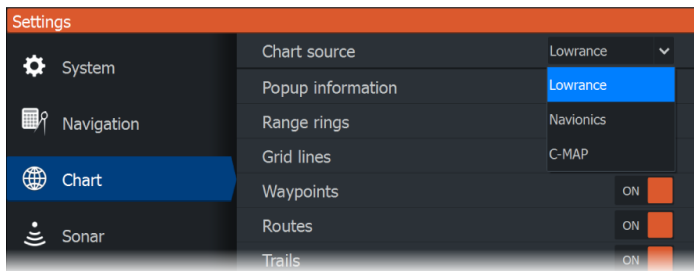 Settings
System
Navigation
Chart
Sonar
Chart source Lowrance
Popup information Lowrance
Range rings Navionics
Grid lines C-MAP
Waypoints ON
Routes ON
Trails ON